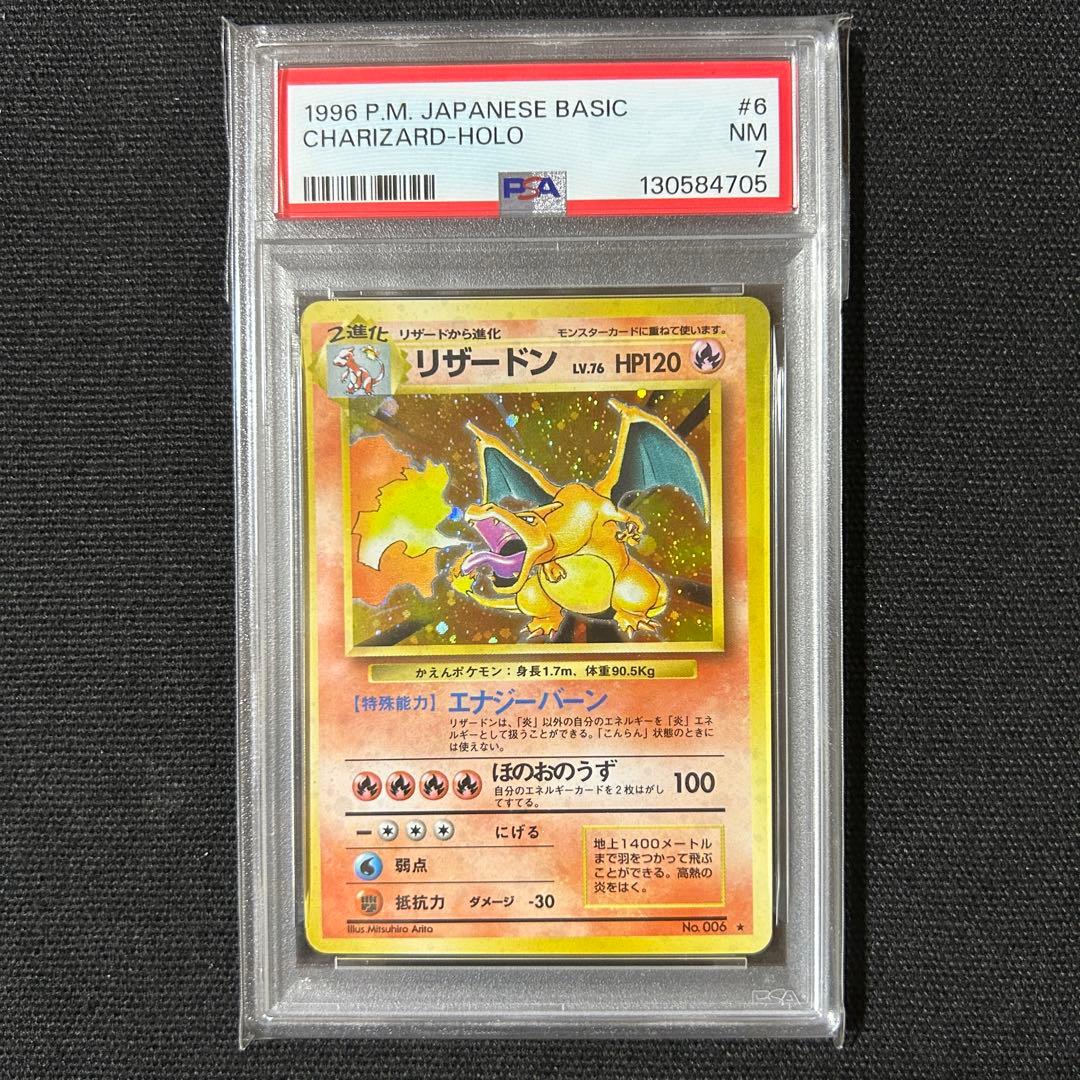 1996 P.M. JAPANESE BASIC #6
CHARIZARD-HOLO NM
7
PSA 130584705
2進化 リザードから進化 モンスターカードに重ねて使います。
リザードン LV.76 HP120
かえんポケモン：身長1.7m、体重90.5Kg
【特殊能力】エナジーバーン
リザードンは、「炎」以外の自分のエネルギーを「炎」エネ
ルギーとして扱うことができる。「こんらん」状態のときに
は使えない。
ほのおのうず 100
自分のエネルギーカードを2枚はがし
てすてる。
にげる
弱点
抵抗力 ダメージ -30
地上1400メートル
まで羽をつかって飛ぶ
ことができる。高熱の
炎をはく。
Illus.Mitsuhiro Arita No.006 ★
PSA